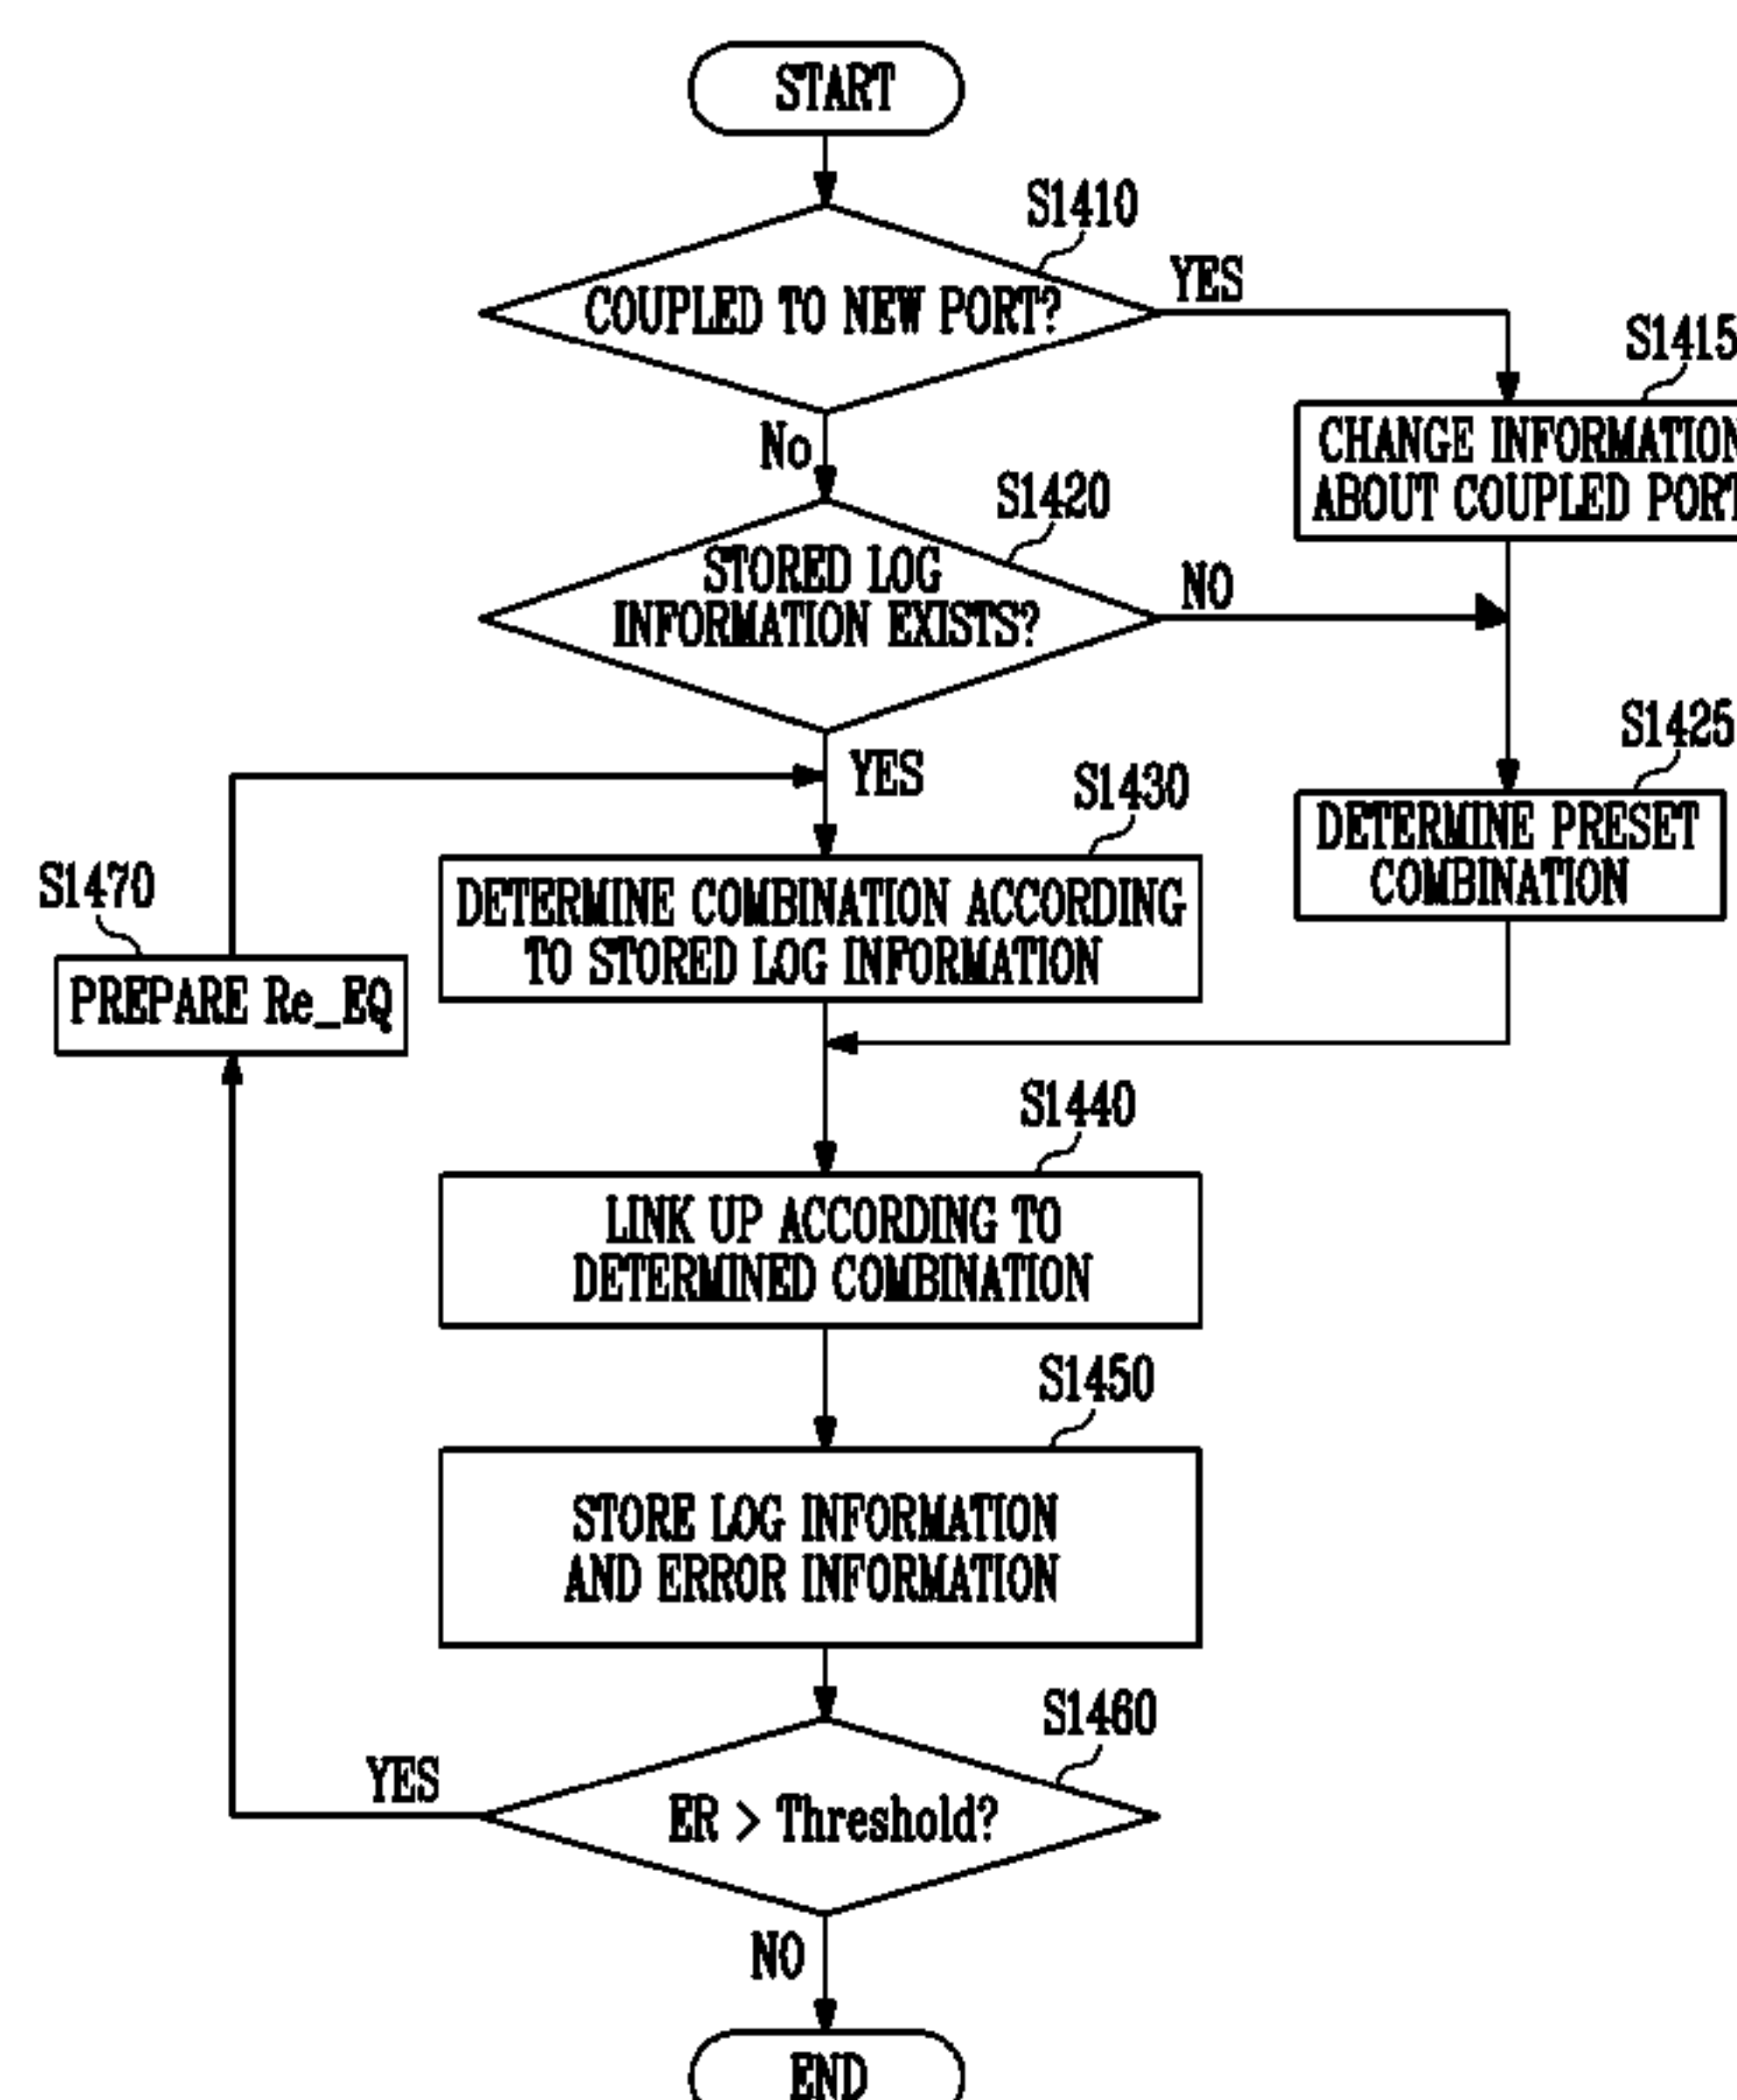 START
S1410
COUPLED TO NEW PORT?
YES
S1415
CHANGE INFORMATION
ABOUT COUPLED PORT
No
S1420
STORED LOG
INFORMATION EXISTS?
NO
YES
S1425
DETERMINE PRESET
COMBINATION
S1430
DETERMINE COMBINATION ACCORDING
TO STORED LOG INFORMATION
S1470
PREPARE Re_EQ
S1440
LINK UP ACCORDING TO
DETERMINED COMBINATION
S1450
STORE LOG INFORMATION
AND ERROR INFORMATION
S1460
YES
ER > Threshold?
NO
END